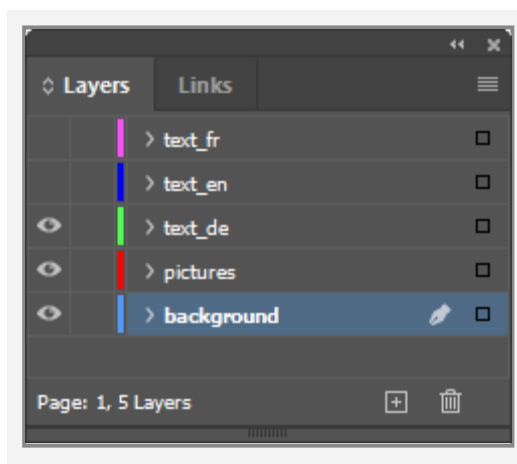 Layers Links
text_fr
text_en
text_de
pictures
background
Page: 1, 5 Layers